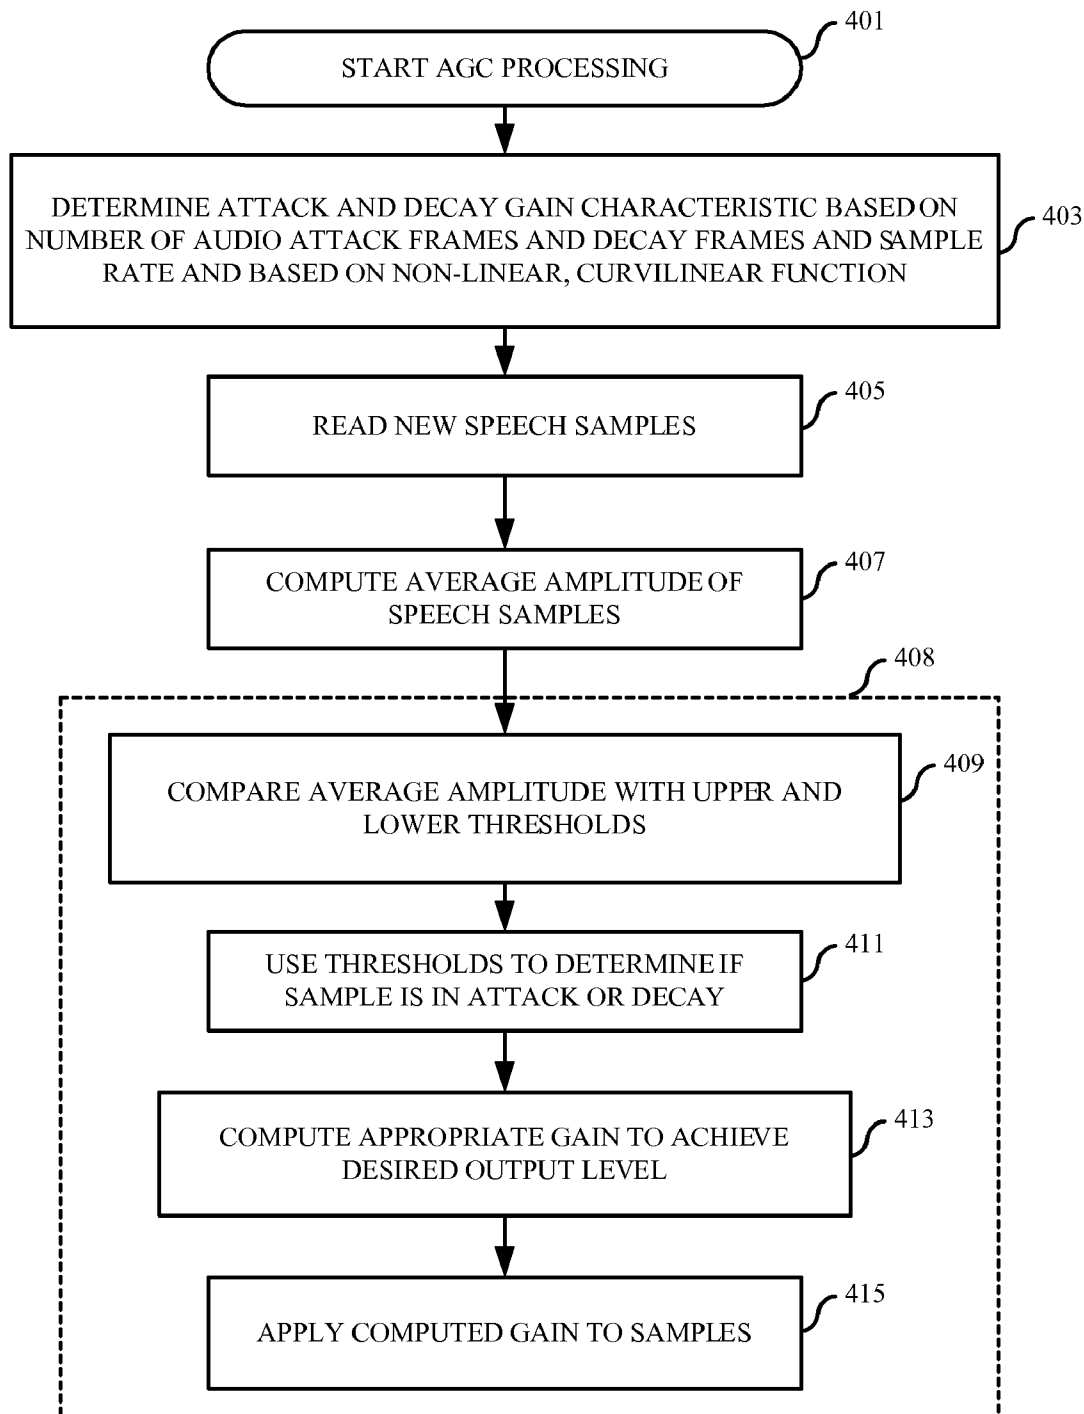 401
START AGC PROCESSING
DETERMINE ATTACK AND DECAY GAIN CHARACTERISTIC BASED ON
NUMBER OF AUDIO ATTACK FRAMES AND DECAY FRAMES AND SAMPLE
RATE AND BASED ON NON-LINEAR, CURVILINEAR FUNCTION
403
405
READ NEW SPEECH SAMPLES
407
COMPUTE AVERAGE AMPLITUDE OF
SPEECH SAMPLES
408
409
COMPARE AVERAGE AMPLITUDE WITH UPPER AND
LOWER THRESHOLDS
411
USE THRESHOLDS TO DETERMINE IF
SAMPLE IS IN ATTACK OR DECAY
413
COMPUTE APPROPRIATE GAIN TO ACHIEVE
DESIRED OUTPUT LEVEL
415
APPLY COMPUTED GAIN TO SAMPLES